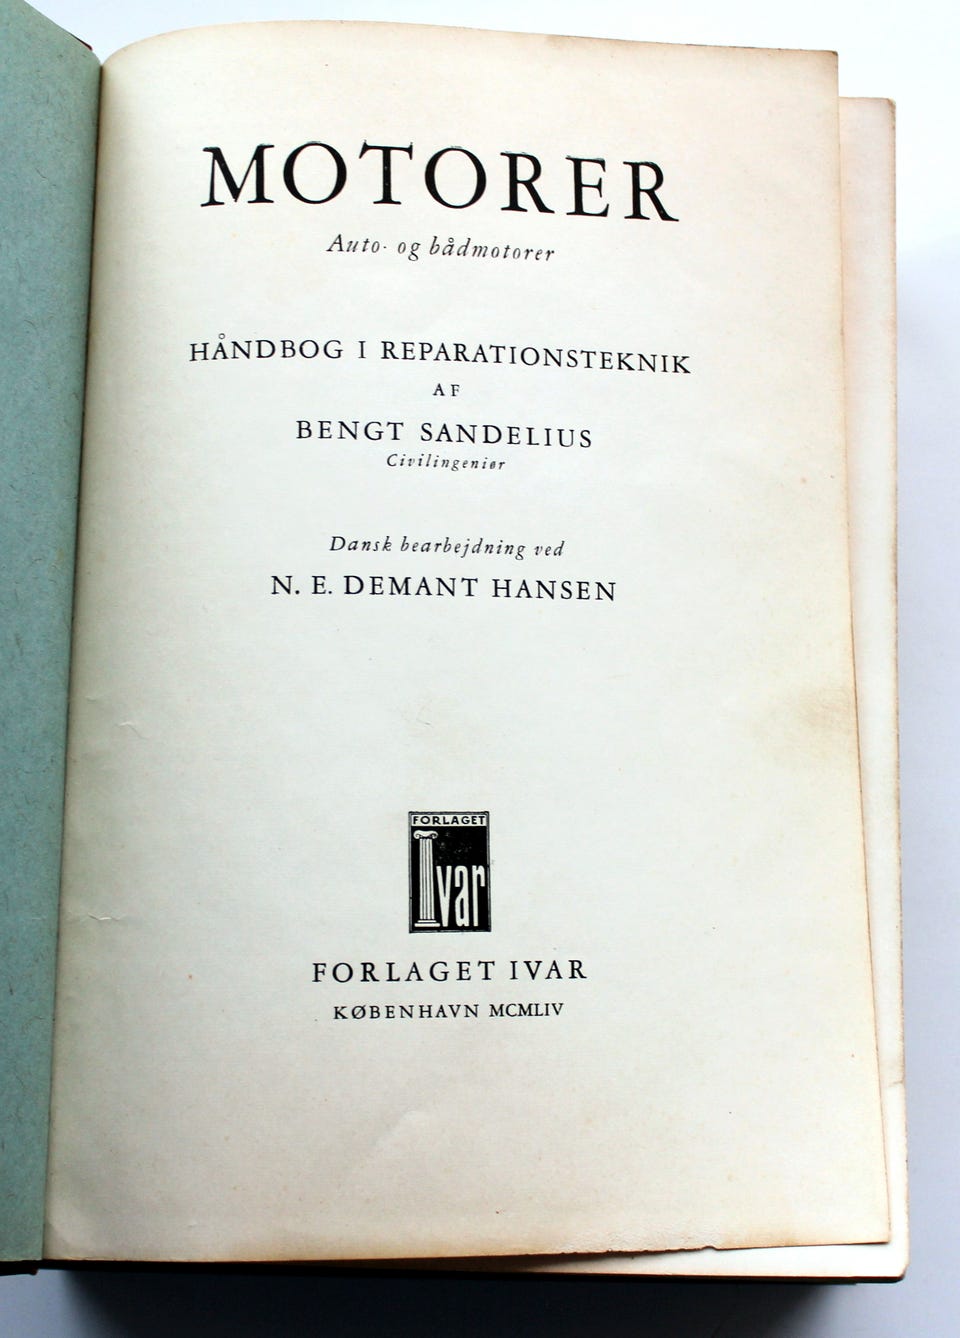 MOTORER
Auto- og bådmotorer
HÅNDBOG I REPARATIONSTEKNIK
AF
BENGT SANDELIUS
Civilingeniør
Dansk bearbejdning ved
N. E. DEMANT HANSEN
FORLAGET
Ivar
FORLAGET IVAR
KØBENHAVN MCMLIV